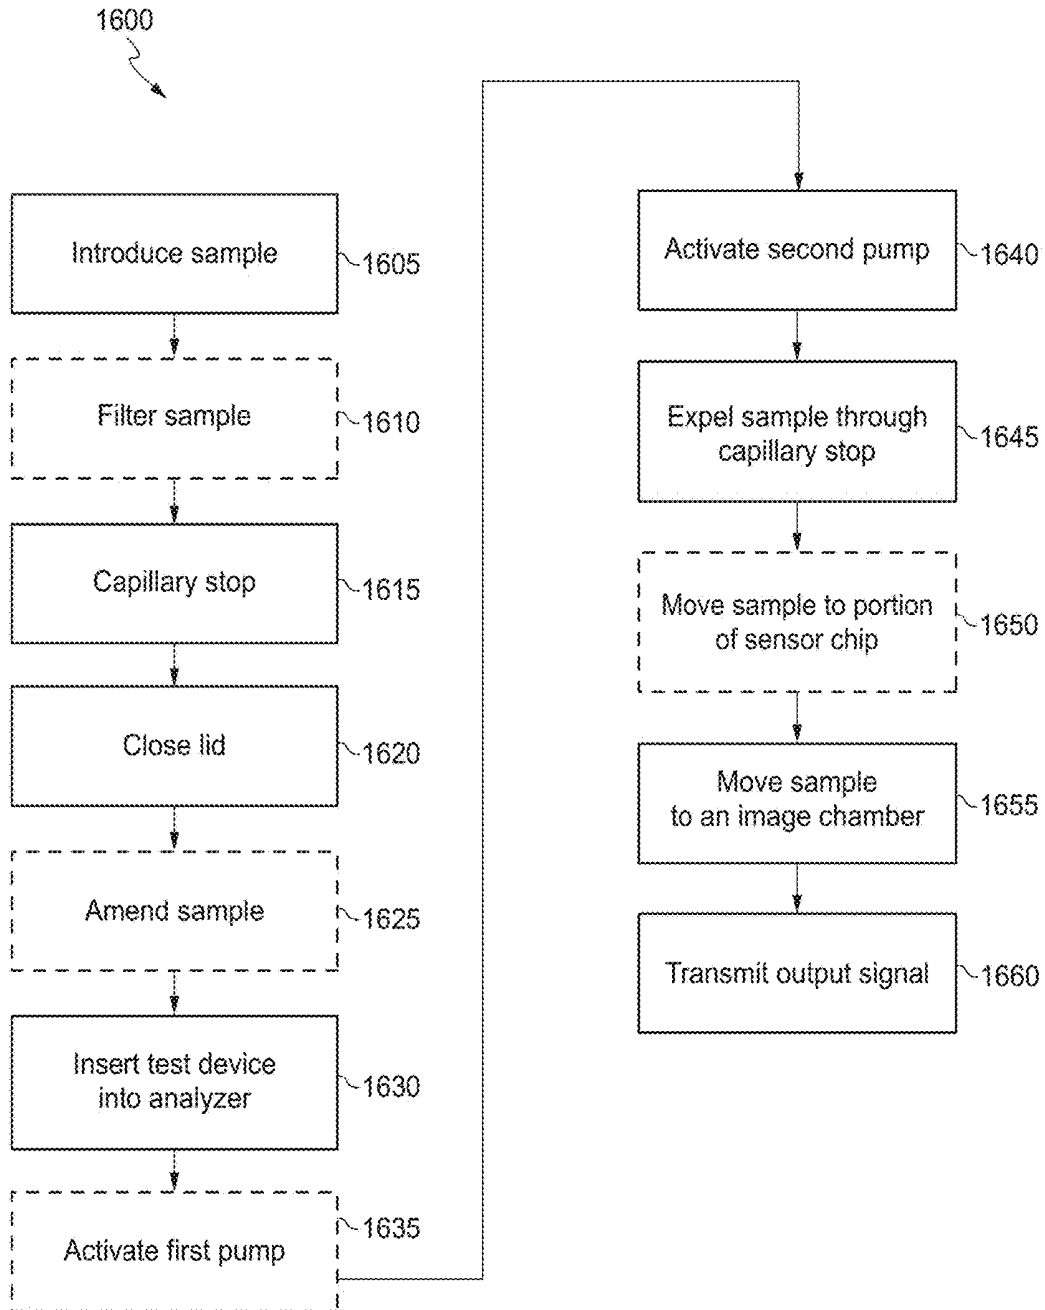 1600
Introduce sample
1605
Filter sample
1610
Capillary stop
1615
Close lid
1620
Amend sample
1625
Insert test device
into analyzer
1630
Activate first pump
1635
Activate second pump
1640
Expel sample through
capillary stop
1645
Move sample to portion
of sensor chip
1650
Move sample
to an image chamber
1655
Transmit output signal
1660